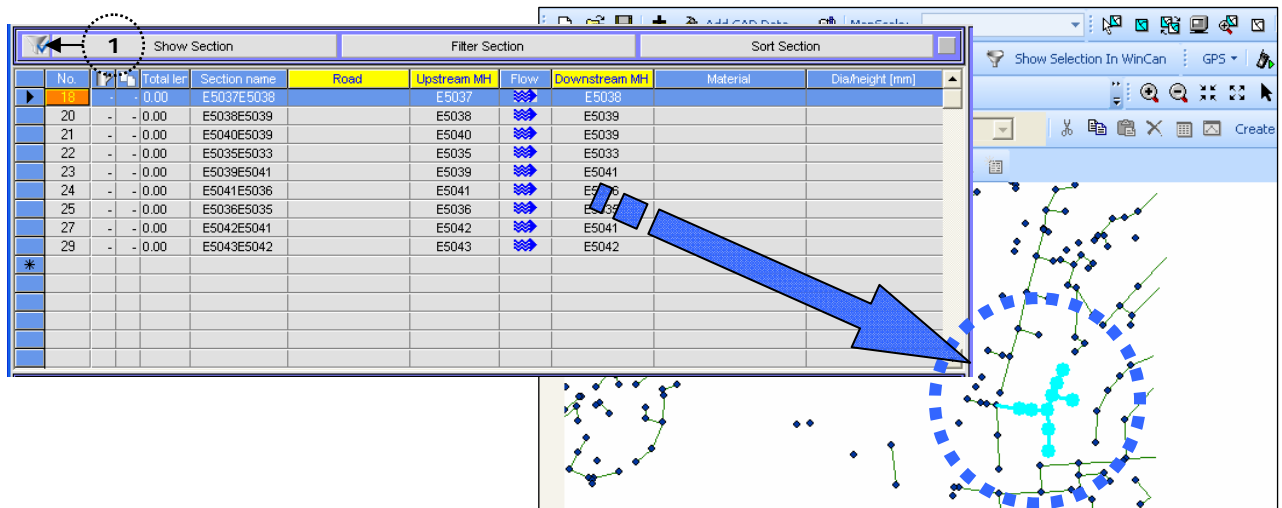 Add CAD Data MapScale:
1 Show Section Filter Section Sort Section
Show Selection In WinCan GPS
No. Total ler Section name Road Upstream MH Flow Downstream MH Material Dia/height [mm]
18 - - 0.00 E5037E5038 E5037 E5038
20 - - 0.00 E5038E5039 E5038 E5039
21 - - 0.00 E5040E5039 E5040 E5039
Create
22 - - 0.00 E5035E5033 E5035 E5033
23 - - 0.00 E5039E5041 E5039 E5041
24 - - 0.00 E5041E5036 E5041
25 - - 0.00 E5036E5035 E5036
27 - - 0.00 E5042E5041 E5042 E5041
29 - - 0.00 E5043E5042 E5043 E5042
*